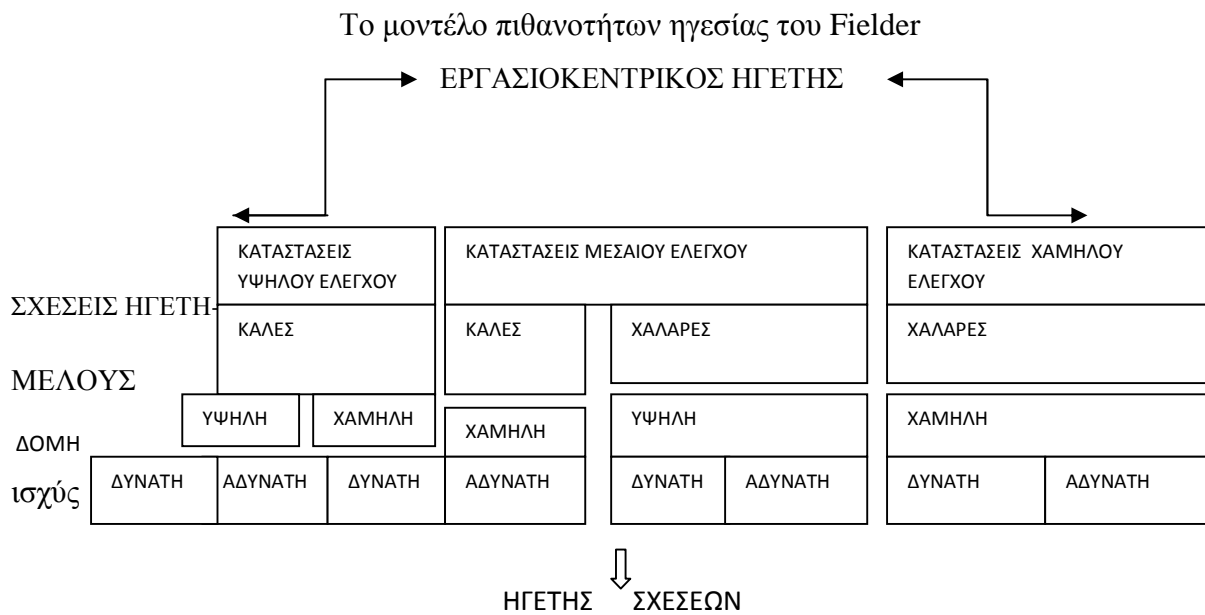 Το μοντέλο πιθανοτήτων ηγεσίας του Fielder
ΕΡΓΑΣΙΟΚΕΝΤΡΙΚΟΣ ΗΓΕΤΗΣ
ΚΑΤΑΣΤΑΣΕΙΣ ΥΨΗΛΟΥ ΕΛΕΓΧΟΥ
ΚΑΤΑΣΤΑΣΕΙΣ ΜΕΣΑΙΟΥ ΕΛΕΓΧΟΥ
ΚΑΤΑΣΤΑΣΕΙΣ ΧΑΜΗΛΟΥ ΕΛΕΓΧΟΥ
ΣΧΕΣΕΙΣ ΗΓΕΤΗ-
ΜΕΛΟΥΣ
ΚΑΛΕΣ ΚΑΛΕΣ ΧΑΛΑΡΕΣ ΧΑΛΑΡΕΣ
ΔΟΜΗ ΥΨΗΛΗ ΧΑΜΗΛΗ ΧΑΜΗΛΗ ΥΨΗΛΗ ΧΑΜΗΛΗ
ισχύς ΔΥΝΑΤΗ ΑΔΥΝΑΤΗ ΔΥΝΑΤΗ ΑΔΥΝΑΤΗ ΔΥΝΑΤΗ ΑΔΥΝΑΤΗ ΔΥΝΑΤΗ ΑΔΥΝΑΤΗ
ΗΓΕΤΗΣ ΣΧΕΣΕΩΝ